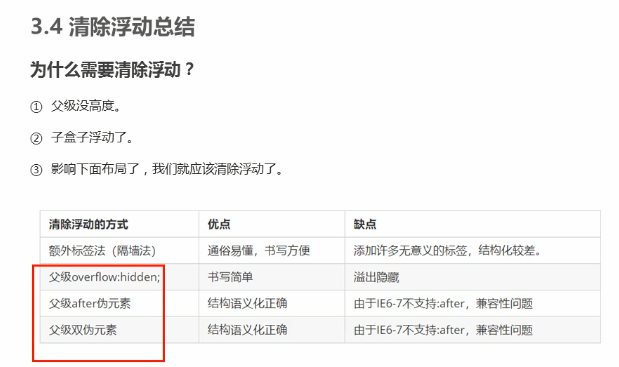 3.4 清除浮动总结
为什么需要清除浮动？
① 父级没高度。
② 子盒子浮动了。
③ 影响下面布局了，我们就应该清除浮动了。
清除浮动的方式 优点 缺点
额外标签法（隔墙法） 通俗易懂，书写方便 添加许多无意义的标签，结构化较差。
父级overflow:hidden; 书写简单 溢出隐藏
父级after伪元素 结构语义化正确 由于IE6-7不支持:after，兼容性问题
父级双伪元素 结构语义化正确 由于IE6-7不支持:after，兼容性问题